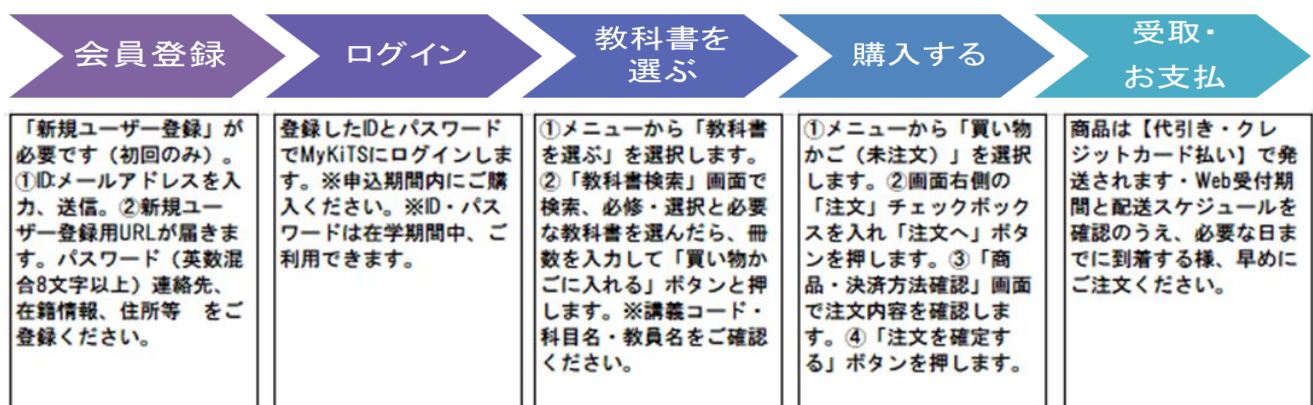 会員登録
ログイン
教科書を
選ぶ
購入する
受取・
お支払
「新規ユーザー登録」が
必要です（初回のみ）。
①ID:メールアドレスを入
力、送信。②新規ユー
ザー登録用URLが届きま
す。パスワード（英数混
合8文字以上）連絡先、
在籍情報、住所等　をご
登録ください。
登録したIDとパスワード
でMyKiTSにログインしま
す。※申込期間内にご購
入ください。※ID・パス
ワードは在学期間中、ご
利用できます。
①メニューから「教科書
を選ぶ」を選択します。
②「教科書検索」画面で
検索、必修・選択と必要
な教科書を選んだら、冊
数を入力して「買い物か
ごに入れる」ボタンと押
します。※講義コード・
科目名・教員名をご確認
ください。
①メニューから「買い物
かご（未注文）」を選択
します。②画面右側の
「注文」チェックボック
スを入れ「注文へ」ボタ
ンを押します。③「商
品・決済方法確認」画面
で注文内容を確認しま
す。④「注文を確定す
る」ボタンを押します。
商品は【代引き・クレ
ジットカード払い】で発
送されます・Web受付期
間と配送スケジュールを
確認のうえ、必要な日ま
でに到着する様、早めに
ご注文ください。